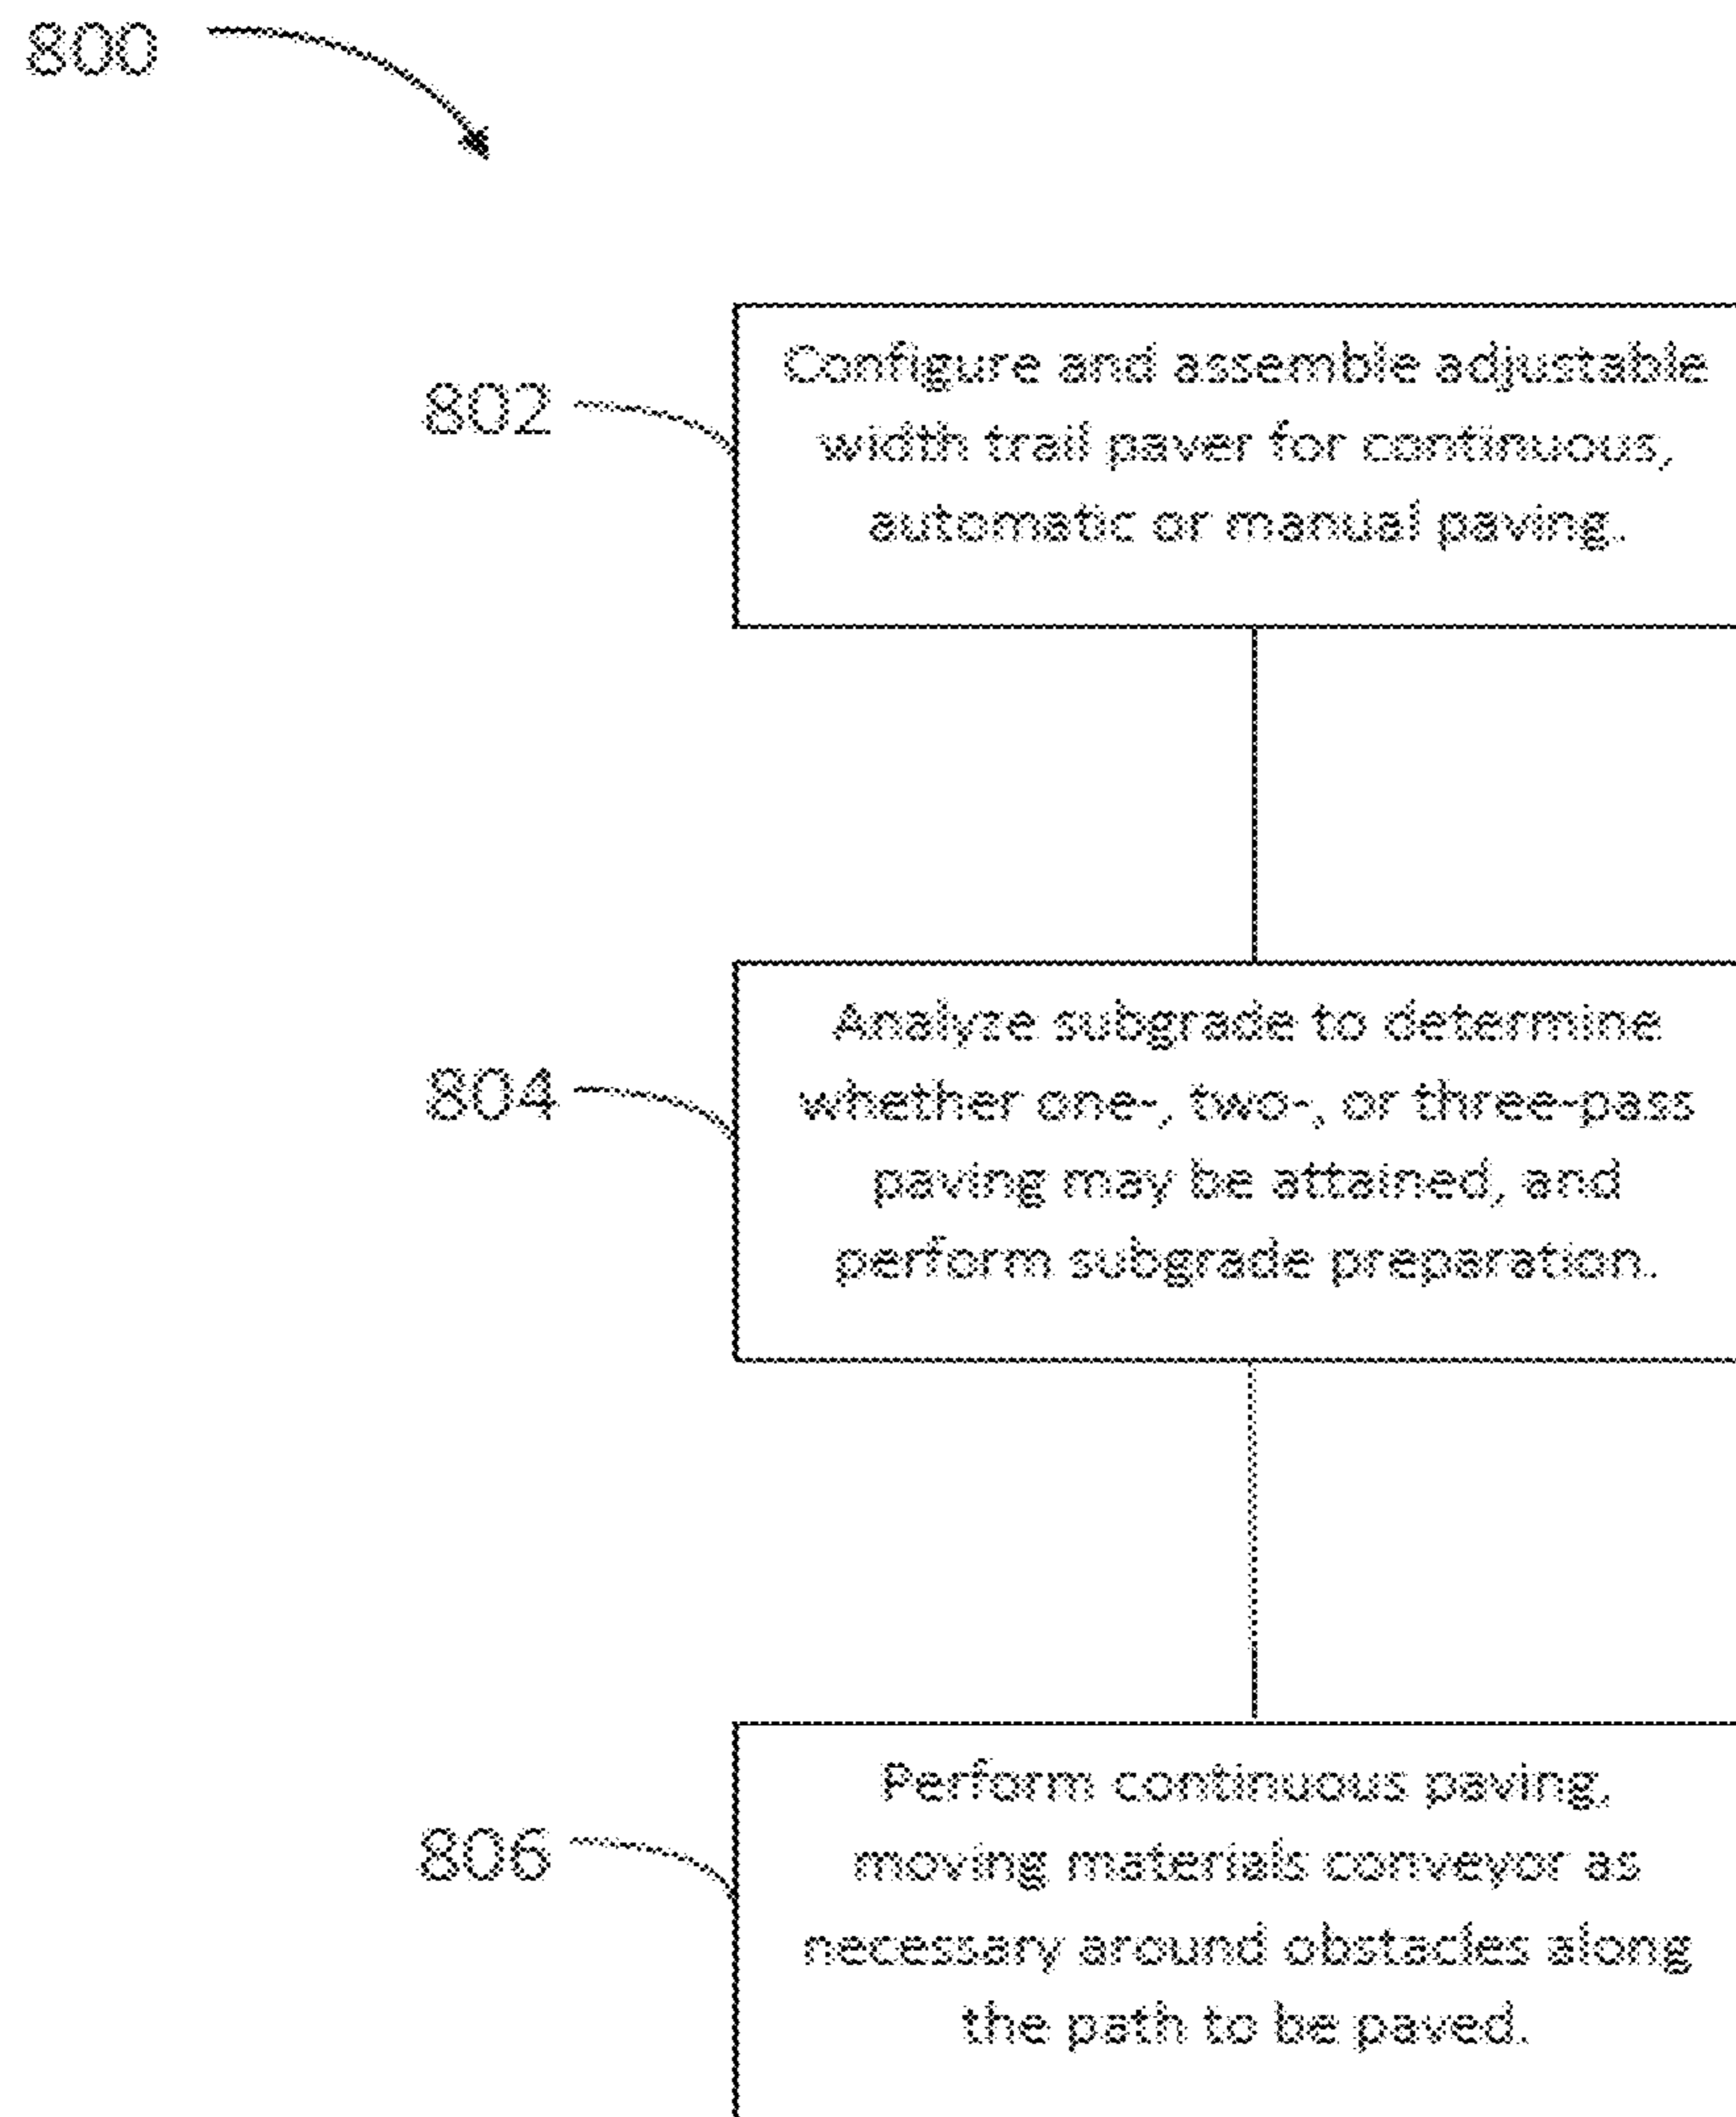 800
802
Configure and assemble adjustable
width trail paver for continuous,
automatic or manual paving.
804
Analyze subgrade to determine
whether one-, two-, or three-pass
paving may be attained, and
perform subgrade preparation.
806
Perform continuous paving,
moving materials conveyor as
necessary around obstacles along
the path to be paved.